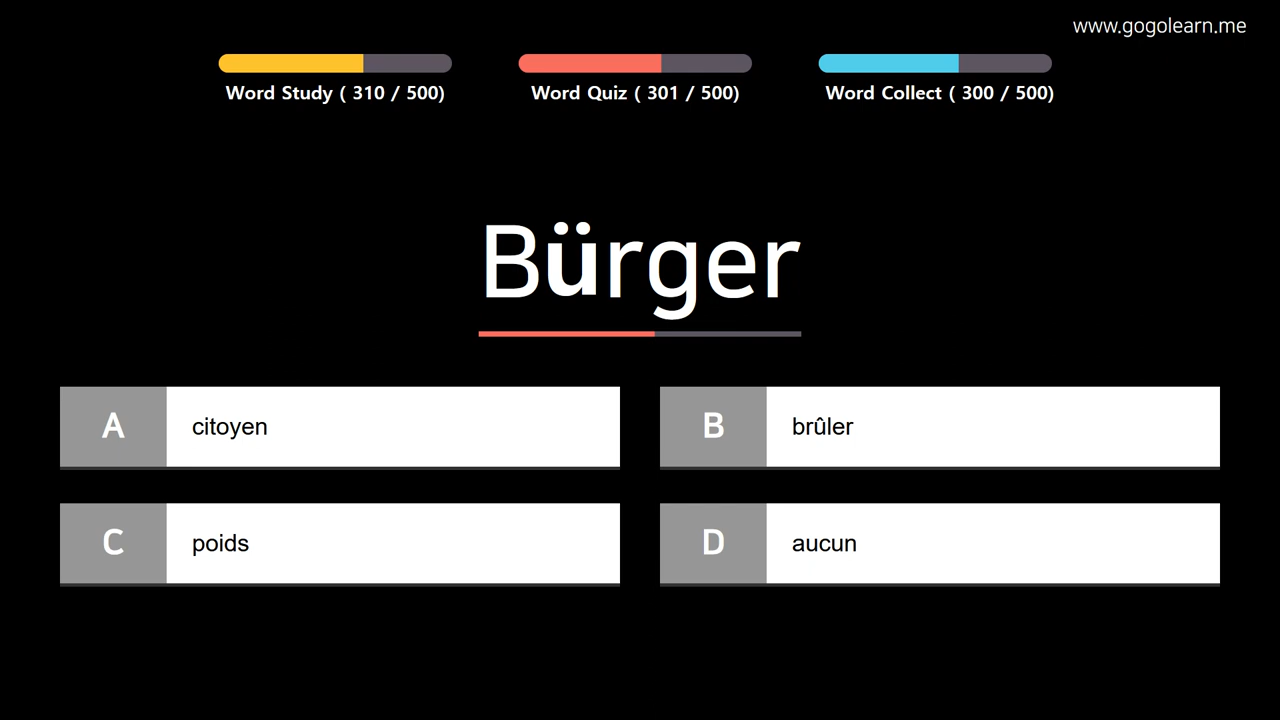 www.gogolearn.me
Word Study ( 310 / 500)
Word Quiz ( 301 / 500)
Word Collect ( 300 / 500)
Bürger
A citoyen
B brûler
C poids
D aucun